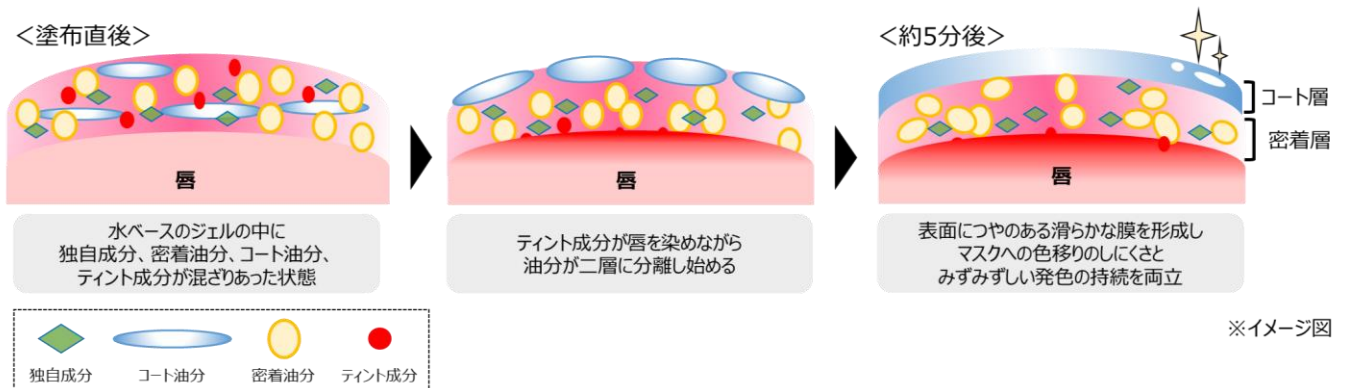 ＜塗布直後＞
唇
水ベースのジェルの中に
独自成分、密着油分、コート油分、
ティント成分が混ざりあった状態
唇
ティント成分が唇を染めながら
油分が二層に分離し始める
＜約5分後＞
コート層
密着層
唇
表面につやのある滑らかな膜を形成し
マスクへの色移りのしにくさと
みずみずしい発色の持続を両立
独自成分
コート油分
密着油分
ティント成分
※イメージ図